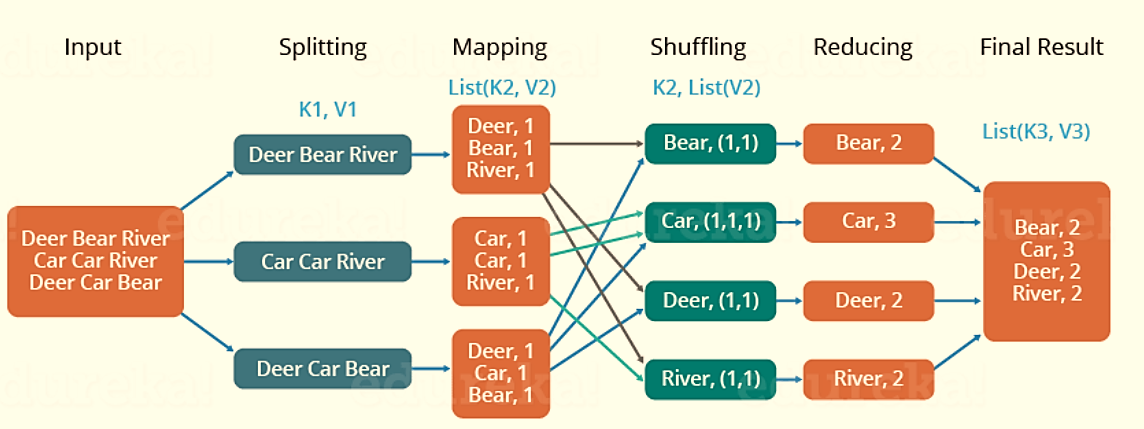 Input
Splitting
Mapping
Shuffling
Reducing
Final Result
K1, V1
List(K2, V2)
K2, List(V2)
List(K3, V3)
Deer Bear River
Car Car River
Deer Car Bear
Deer Bear River
Car Car River
Deer Car Bear
Deer, 1
Bear, 1
River, 1
Car, 1
Car, 1
River, 1
Deer, 1
Car, 1
Bear, 1
Bear, (1,1)
Car, (1,1,1)
Deer, (1,1)
River, (1,1)
Bear, 2
Car, 3
Deer, 2
River, 2
Bear, 2
Car, 3
Deer, 2
River, 2
edureka!